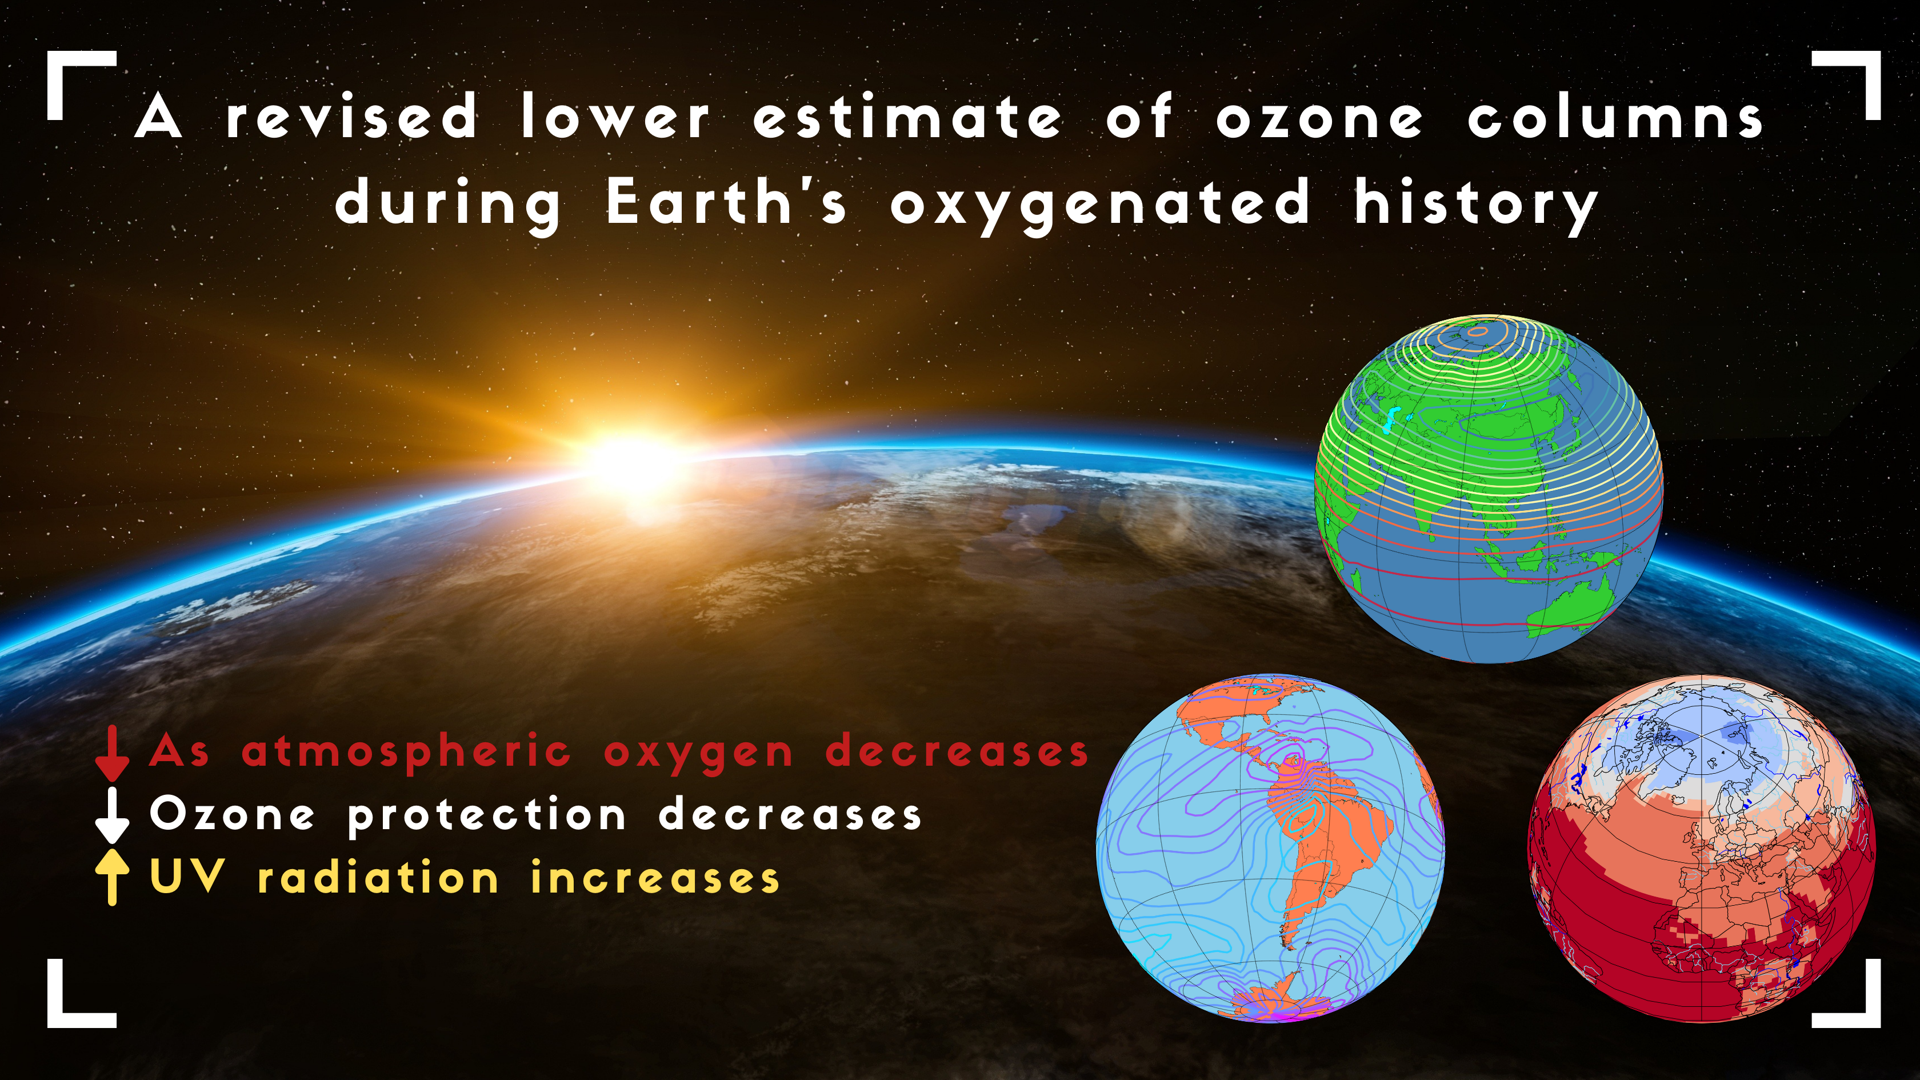 A revised lower estimate of ozone columns
during Earth's oxygenated history
As atmospheric oxygen decreases
Ozone protection decreases
UV radiation increases